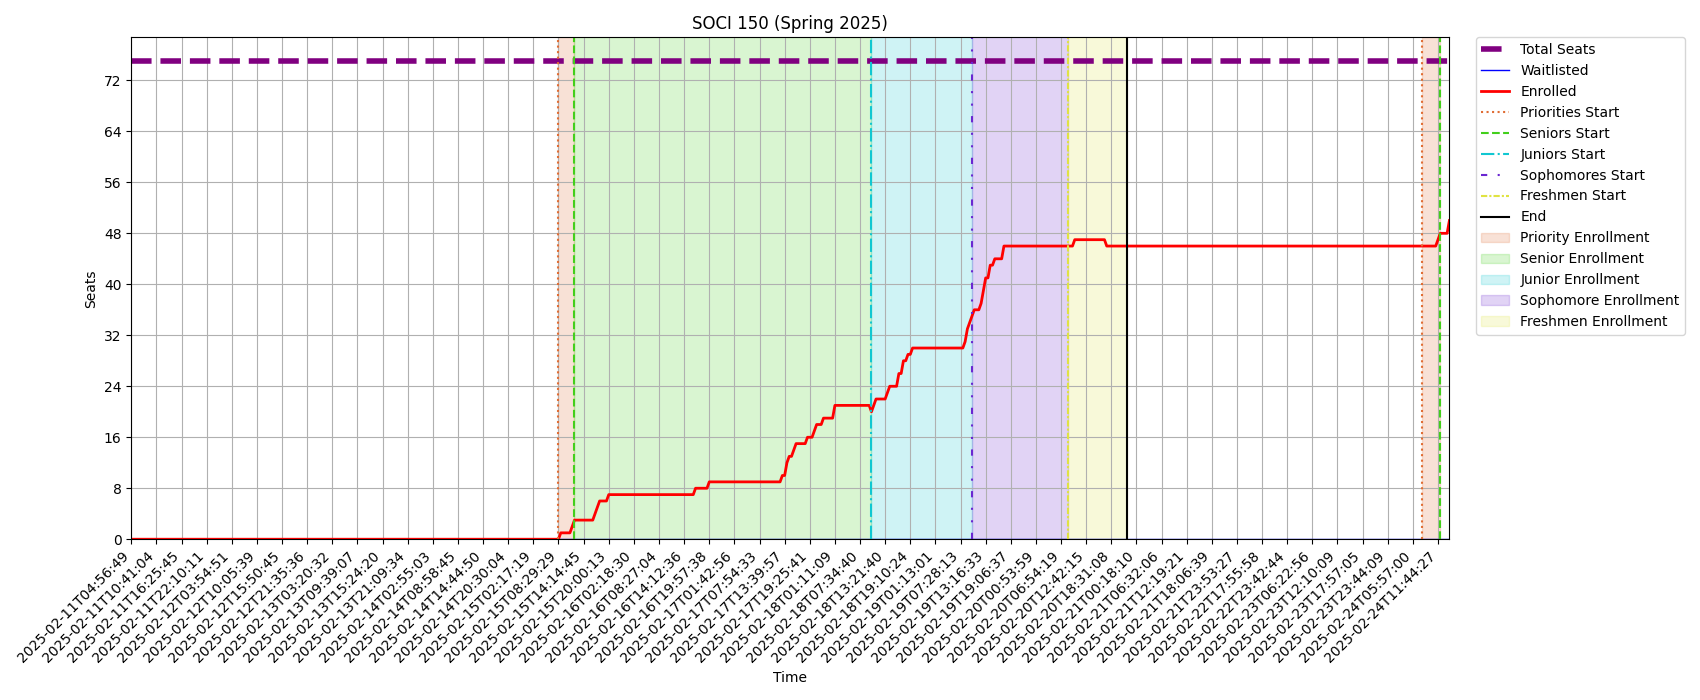 SOCI 150 (Spring 2025)
72
64
56
48
40
32
24
16
8
0
Seats
2025-02-11T04:56:49
2025-02-11T10:41:04
2025-02-11T16:25:45
2025-02-11T22:10:11
2025-02-12T03:54:51
2025-02-12T10:05:39
2025-02-12T15:50:45
2025-02-12T21:35:36
2025-02-13T03:20:32
2025-02-13T09:39:07
2025-02-13T15:24:20
2025-02-13T21:09:34
2025-02-14T02:55:03
2025-02-14T08:58:45
2025-02-14T14:44:50
2025-02-14T20:30:04
2025-02-15T02:17:19
2025-02-15T08:29:29
2025-02-15T14:14:45
2025-02-15T20:00:13
2025-02-16T02:18:30
2025-02-16T08:27:04
2025-02-16T14:12:36
2025-02-16T19:57:38
2025-02-17T01:42:56
2025-02-17T07:54:33
2025-02-17T13:39:57
2025-02-17T19:25:41
2025-02-18T01:11:09
2025-02-18T07:34:40
2025-02-18T13:21:40
2025-02-18T19:10:24
2025-02-19T01:13:01
2025-02-19T07:28:13
2025-02-19T13:16:33
2025-02-19T19:06:37
2025-02-20T00:53:59
2025-02-20T06:54:19
2025-02-20T12:42:15
2025-02-20T18:31:08
2025-02-21T00:18:10
2025-02-21T06:32:06
2025-02-21T12:19:21
2025-02-21T18:06:39
2025-02-21T23:53:27
2025-02-22T17:55:58
2025-02-22T23:42:44
2025-02-23T06:22:56
2025-02-23T12:10:09
2025-02-23T17:57:05
2025-02-23T23:44:09
2025-02-24T05:57:00
2025-02-24T11:44:27
Time
Total Seats
Waitlisted
Enrolled
Priorities Start
Seniors Start
Juniors Start
Sophomores Start
Freshmen Start
End
Priority Enrollment
Senior Enrollment
Junior Enrollment
Sophomore Enrollment
Freshmen Enrollment